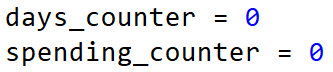 days_counter = 0
spending_counter = 0